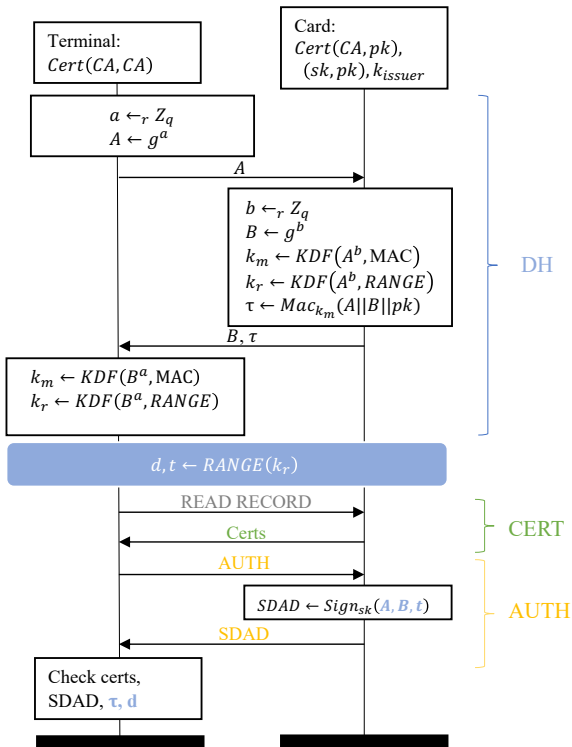 Terminal:
Cert(CA, CA)
Card:
Cert(CA, pk),
(sk, pk), k_issuer
a ←_r Z_q
A ← g^a
A
b ←_r Z_q
B ← g^b
k_m ← KDF(A^b, MAC)
k_r ← KDF(A^b, RANGE)
τ ← Mac_{k_m}(A||B||pk)
B, τ
k_m ← KDF(B^a, MAC)
k_r ← KDF(B^a, RANGE)
DH
d, t ← RANGE(k_r)
READ RECORD
Certs
CERT
AUTH
SDAD ← Sign_{sk}(A, B, t)
AUTH
SDAD
Check certs,
SDAD, τ, d